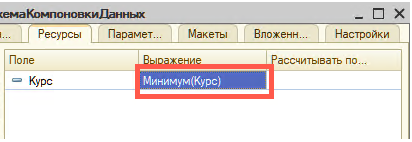 хемаКомпоновкиДанных
... Ресурсы Парамет... Макеты Вложенн... Настройки
Поле Выражение Рассчитывать по...
Курс Минимум(Курс)